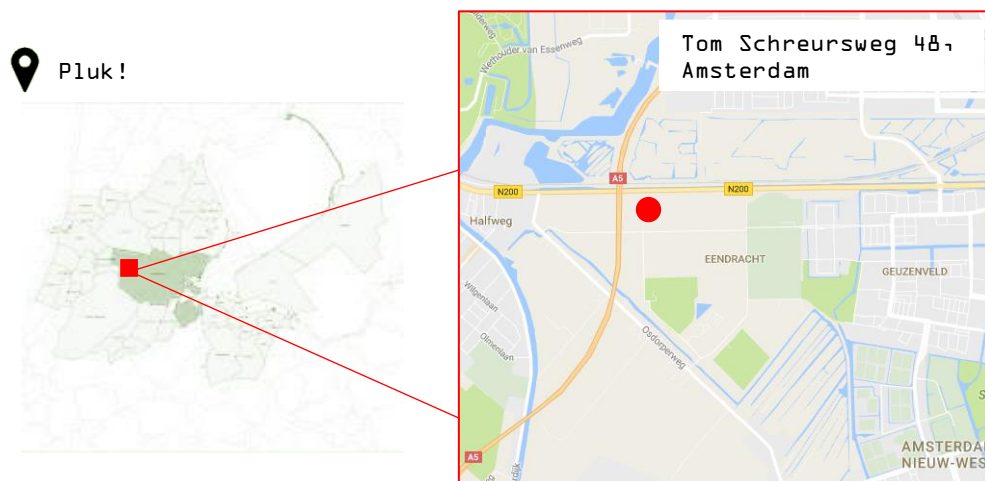 Pluk!
Tom Schreursweg 48,
Amsterdam
Wethouder van Essenweg
A5
N200
N200
Halfweg
EENDRACHT
GEUZENVELD
Wilgenlaan
Olmenlaan
Osdorperweg
A5
AMSTERDA
NIEUW-WES